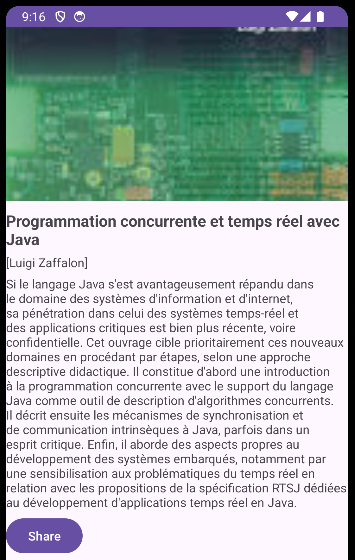 9:16
Luigi Zaffalon
Programmation concurrente et temps réel avec
Java
[Luigi Zaffalon]
Si le langage Java s'est avantageusement répandu dans
le domaine des systèmes d'information et d'internet,
sa pénétration dans celui des systèmes temps-réel et
des applications critiques est bien plus récente, voire
confidentielle. Cet ouvrage cible prioritairement ces nouveaux
domaines en procédant par étapes, selon une approche
descriptive didactique. Il constitue d'abord une introduction
à la programmation concurrente avec le support du langage
Java comme outil de description d'algorithmes concurrents.
Il décrit ensuite les mécanismes de synchronisation et
de communication intrinsèques à Java, parfois dans un
esprit critique. Enfin, il aborde des aspects propres au
développement des systèmes embarqués, notamment par
une sensibilisation aux problématiques du temps réel en
relation avec les propositions de la spécification RTSJ dédiées
au développement d'applications temps réel en Java.
Share